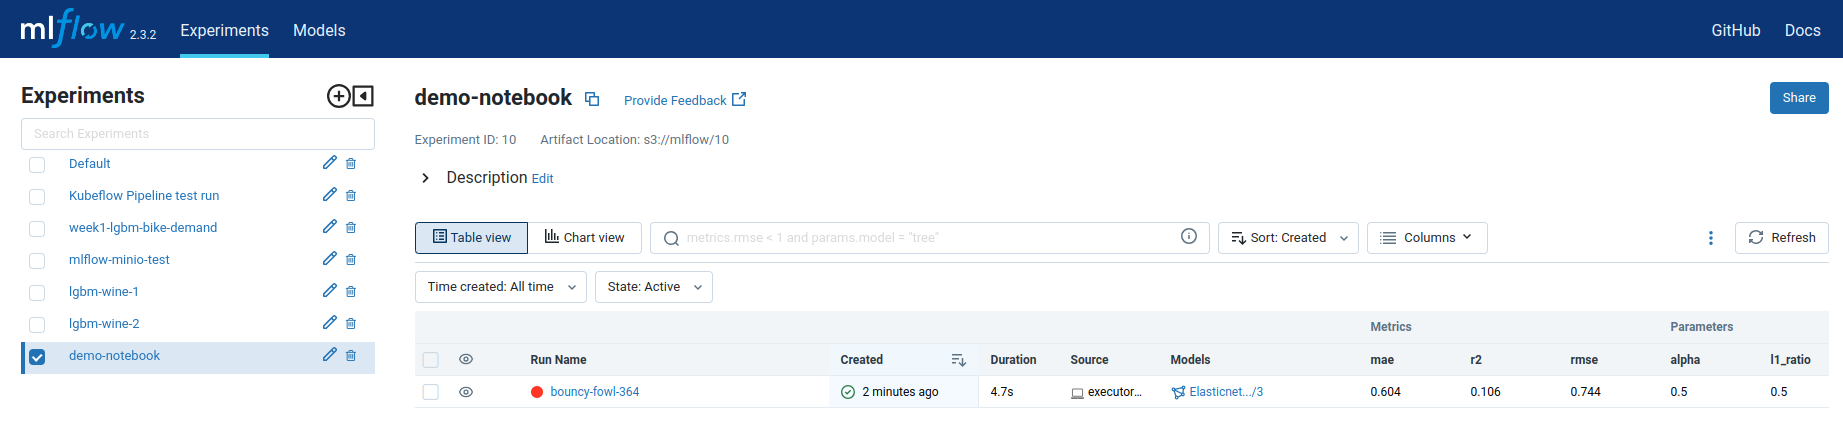 mlflow 2.3.2 Experiments Models GitHub Docs
Experiments
Search Experiments
Default
Kubeflow Pipeline test run
week1-lgbm-bike-demand
mlflow-minio-test
lgbm-wine-1
lgbm-wine-2
demo-notebook
demo-notebook Provide Feedback Share
Experiment ID: 10 Artifact Location: s3://mlflow/10
Description Edit
Table view Chart view metrics.rmse < 1 and params.model = "tree" Sort: Created Columns Refresh
Time created: All time State: Active
Metrics Parameters
Run Name Created Duration Source Models mae r2 rmse alpha l1_ratio
bouncy-fowl-364 2 minutes ago 4.7s executor... Elasticnet.../3 0.604 0.106 0.744 0.5 0.5